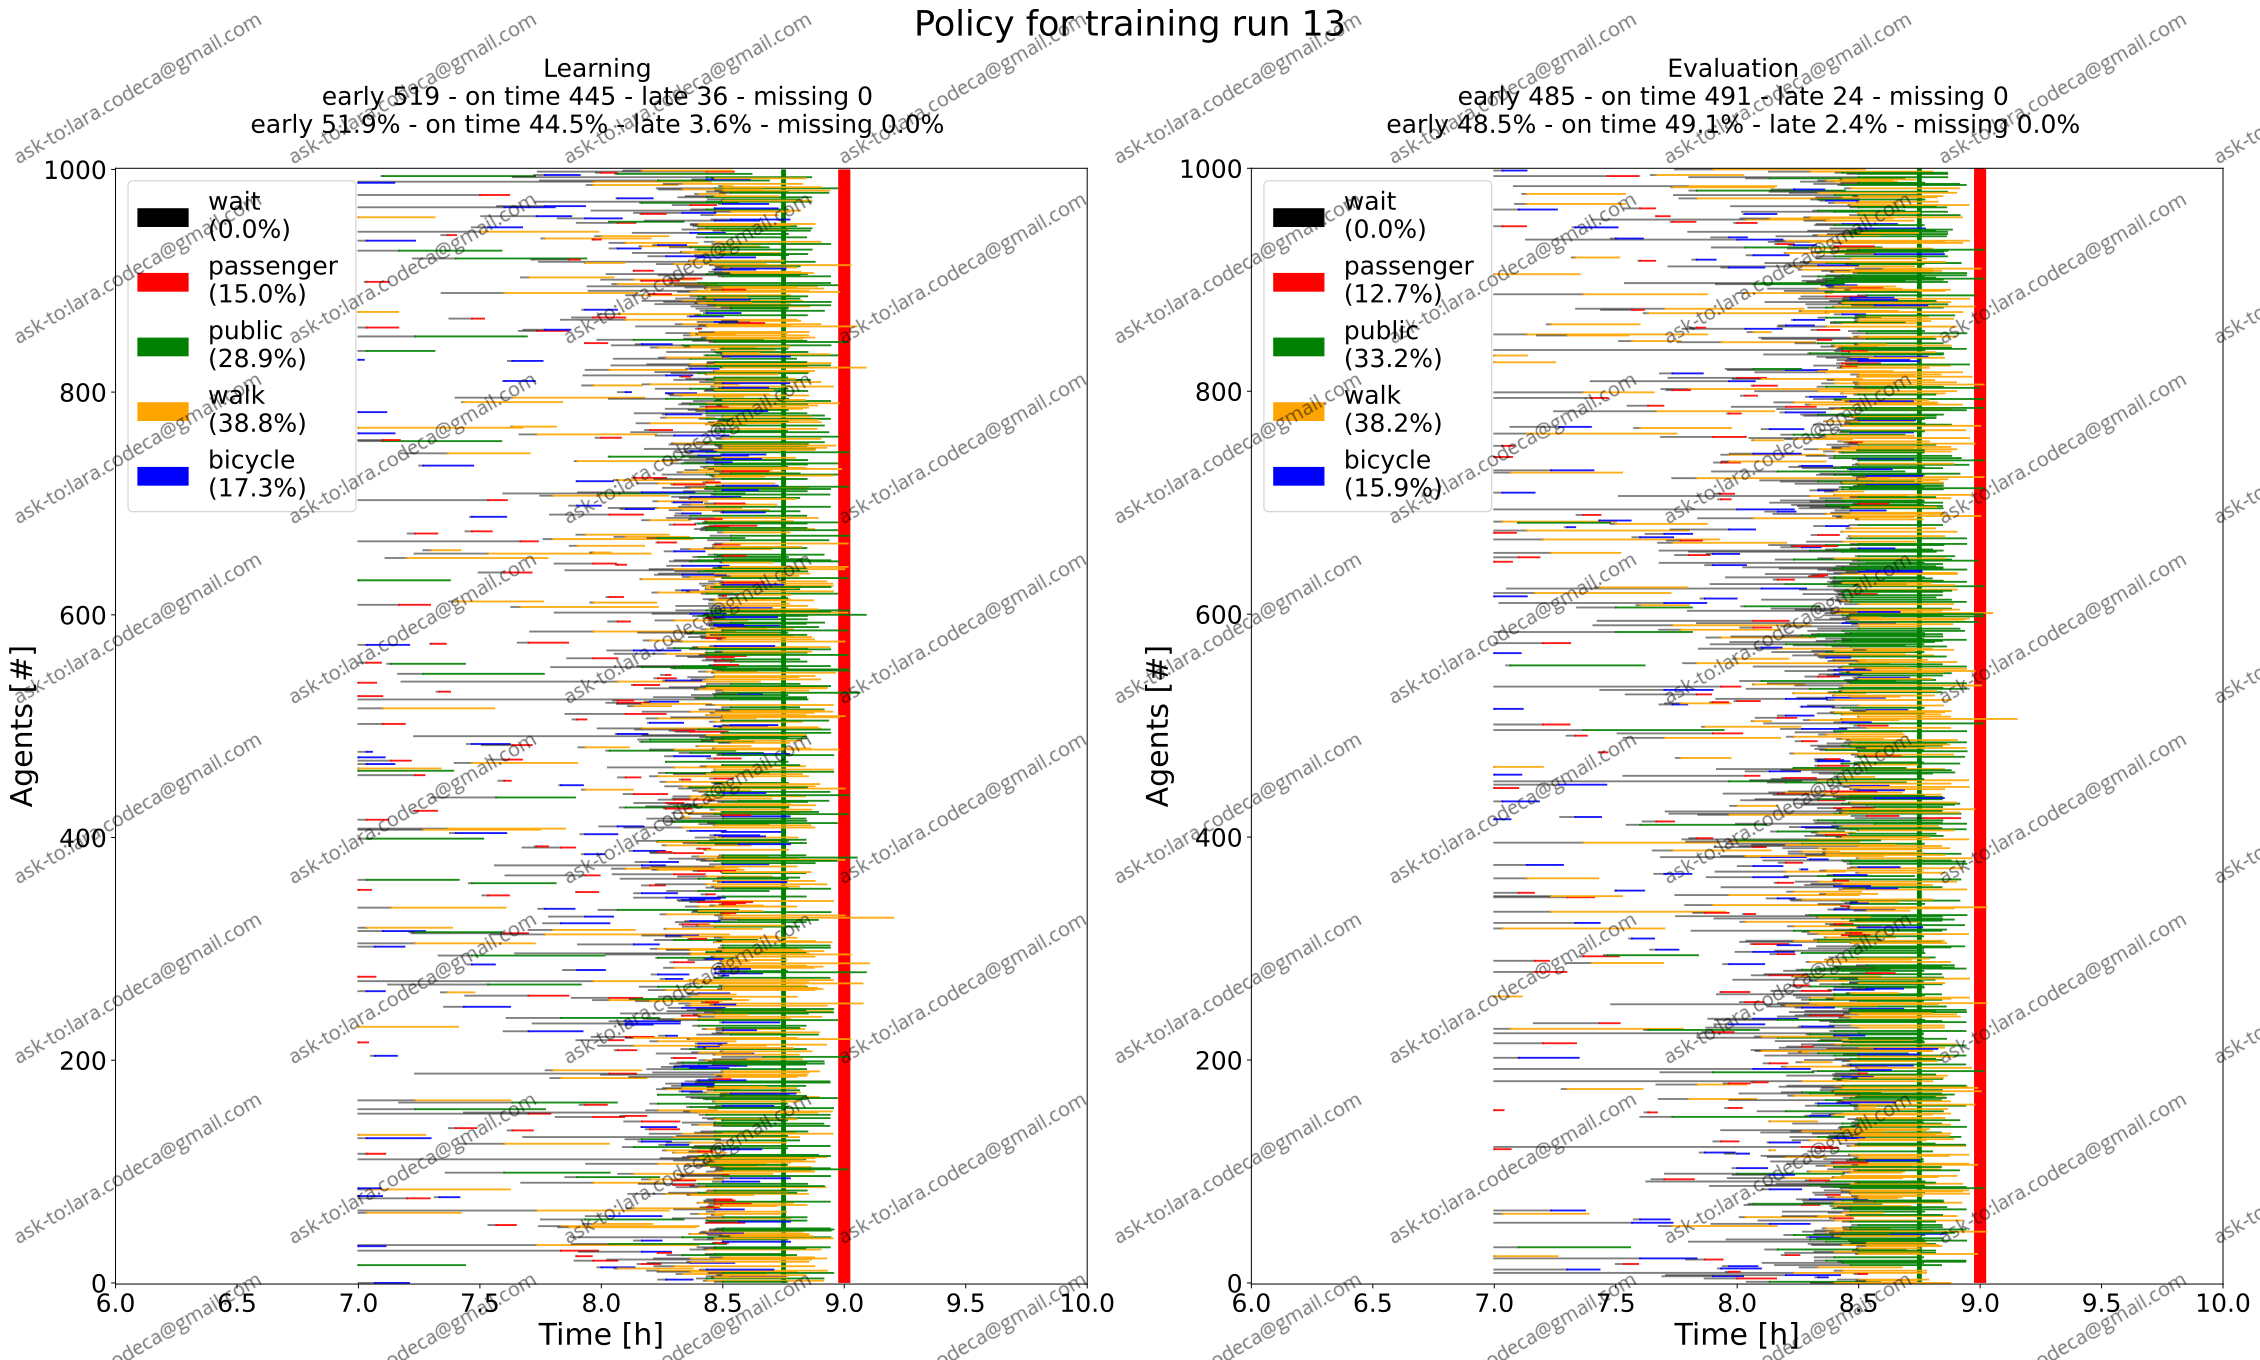 Policy for training run 13
Learning
early 519 - on time 445 - late 36 - missing 0
early 51.9% - on time 44.5% - late 3.6% - missing 0.0%
wait
(0.0%)
passenger
(15.0%)
public
(28.9%)
walk
(38.8%)
bicycle
(17.3%)
1000
800
600
400
200
0
Agents [#]
6.0 6.5 7.0 7.5 8.0 8.5 9.0 9.5 10.0
Time [h]
Evaluation
early 485 - on time 491 - late 24 - missing 0
early 48.5% - on time 49.1% - late 2.4% - missing 0.0%
wait
(0.0%)
passenger
(12.7%)
public
(33.2%)
walk
(38.2%)
bicycle
(15.9%)
1000
800
600
400
200
0
Agents [#]
6.0 6.5 7.0 7.5 8.0 8.5 9.0 9.5 10.0
Time [h]
ask-to:lara.codeca@gmail.com